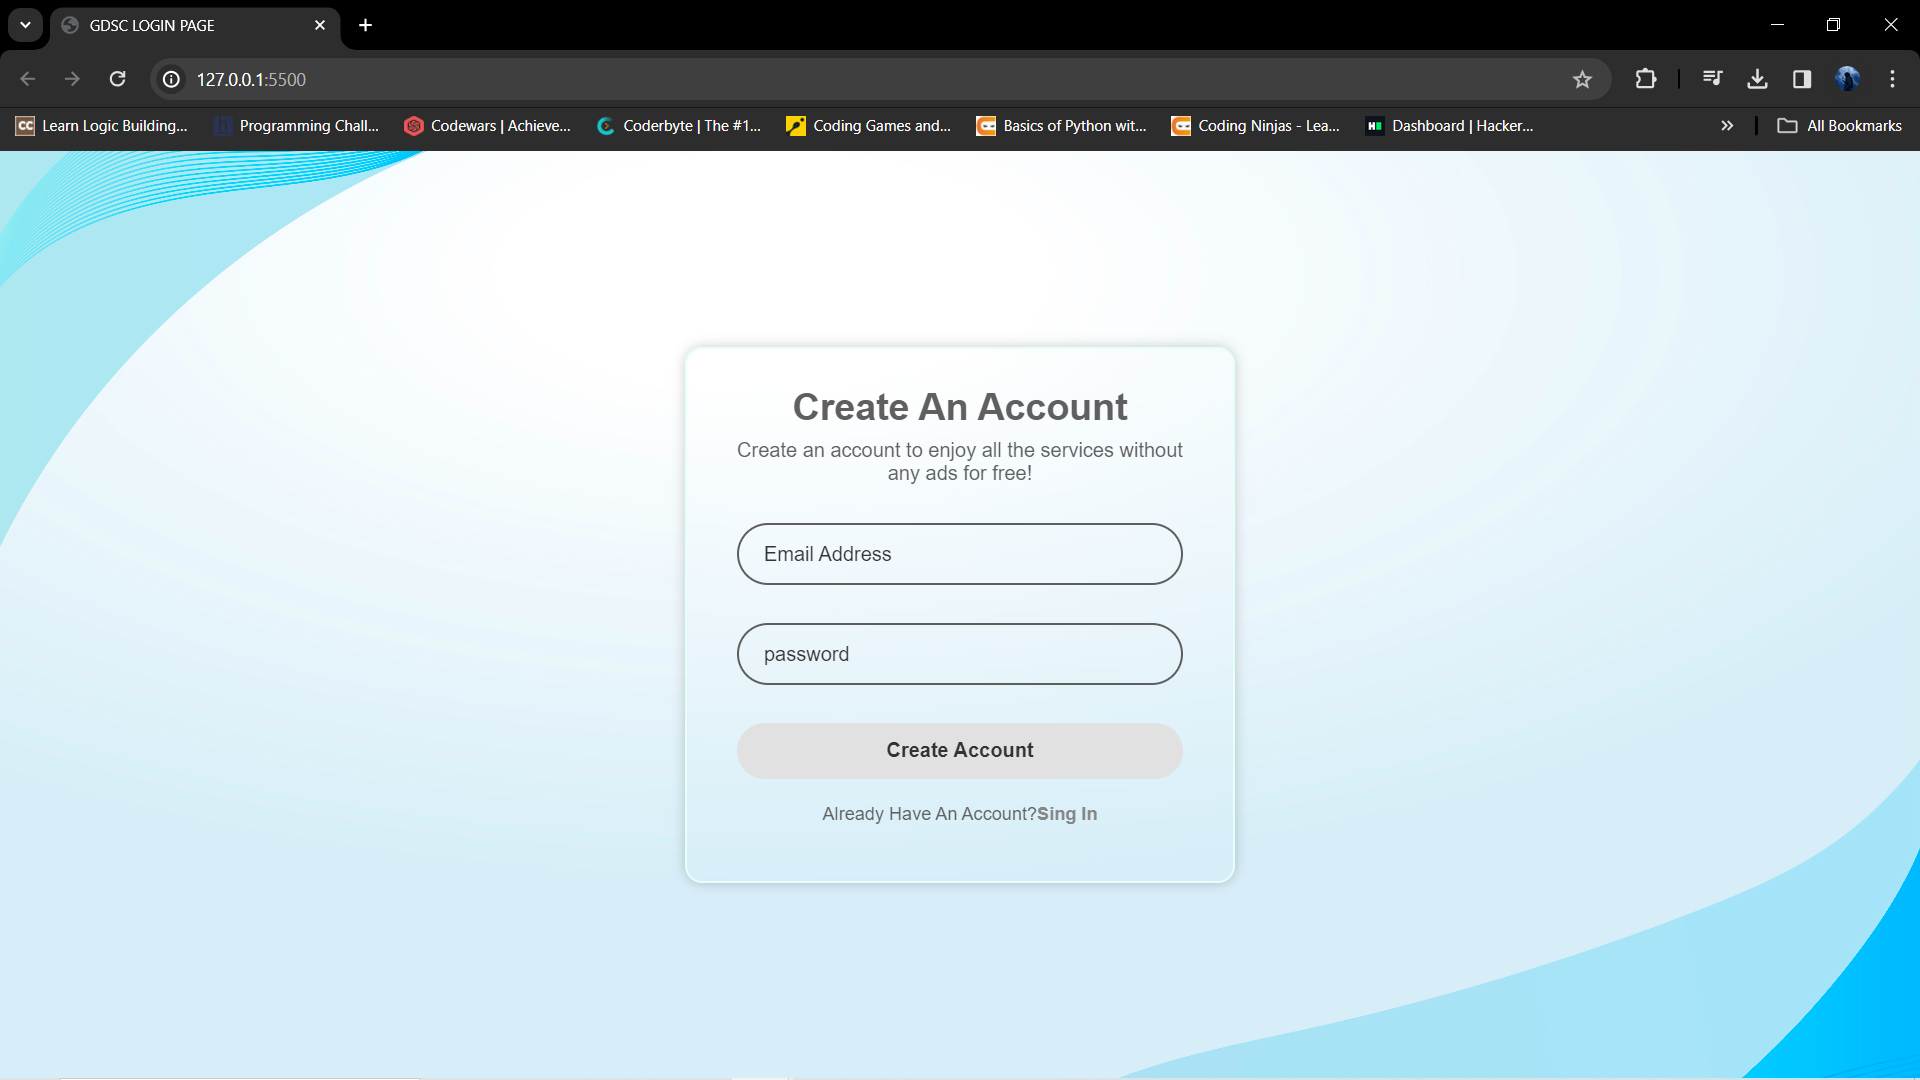 GDSC LOGIN PAGE
127.0.0.1:5500
CC Learn Logic Building... h Programming Chall... Codewars | Achieve... Coderbyte | The #1... Coding Games and... Basics of Python wit... Coding Ninjas - Lea... H Dashboard | Hacker... All Bookmarks
Create An Account
Create an account to enjoy all the services without
any ads for free!
Email Address
password
Create Account
Already Have An Account?Sing In